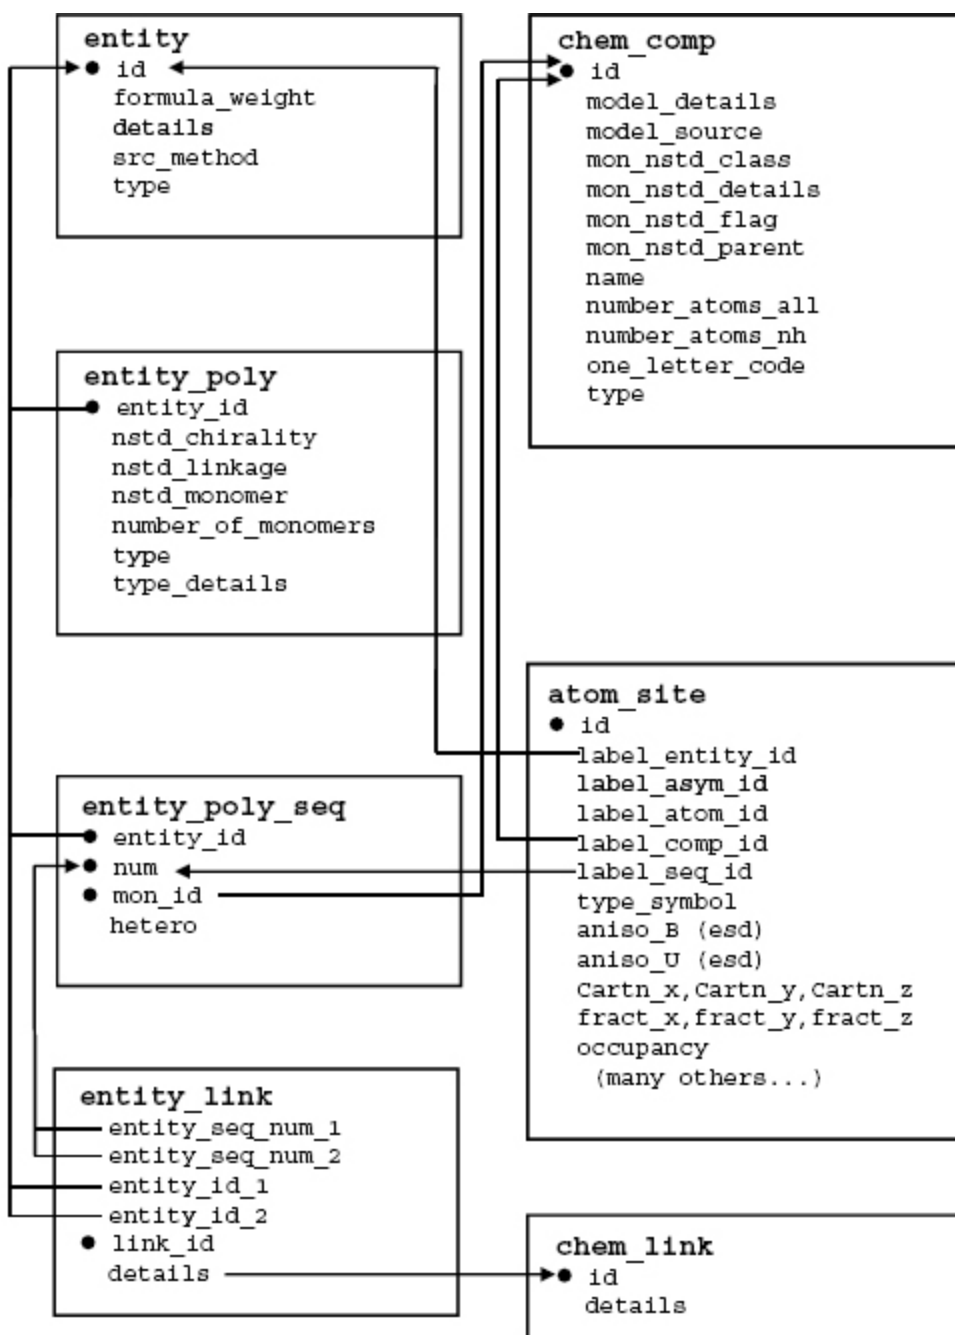 entity
id
formula_weight
details
src_method
type
entity_poly
entity_id
nstd_chirality
nstd_linkage
nstd_monomer
number_of_monomers
type
type_details
entity_poly_seq
entity_id
num
mon_id
hetero
entity_link
entity_seq_num_1
entity_seq_num_2
entity_id_1
entity_id_2
link_id
details
chem_comp
id
model_details
model_source
mon_nstd_class
mon_nstd_details
mon_nstd_flag
mon_nstd_parent
name
number_atoms_all
number_atoms_nh
one_letter_code
type
atom_site
id
label_entity_id
label_asym_id
label_atom_id
label_comp_id
label_seq_id
type_symbol
aniso_B (esd)
aniso_U (esd)
Cartn_x,Cartn_y,Cartn_z
fract_x,fract_y,fract_z
occupancy
(many others...)
chem_link
id
details